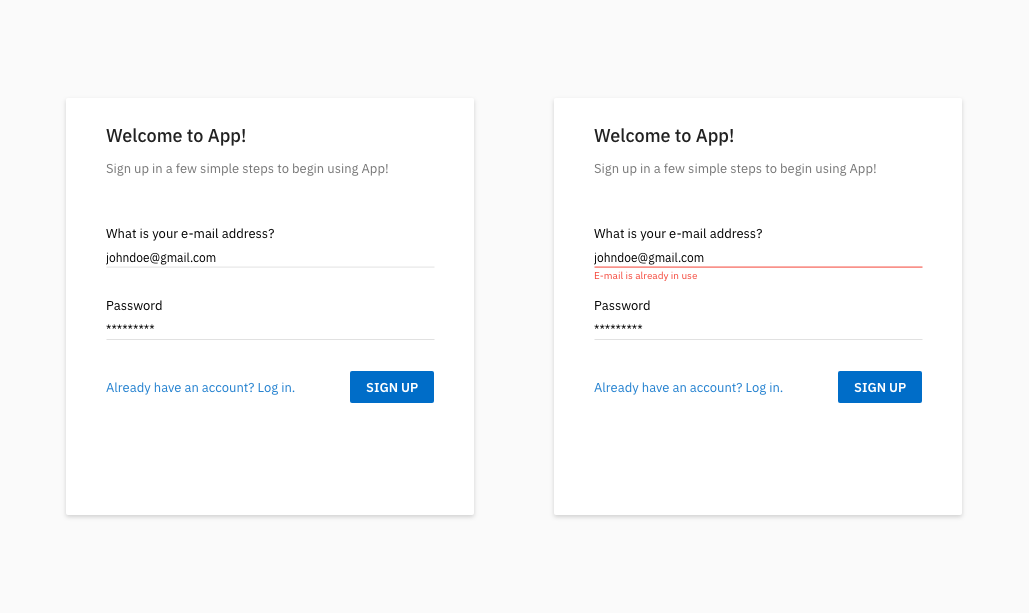 Welcome to App!
Sign up in a few simple steps to begin using App!
What is your e-mail address?
johndoe@gmail.com
Password
*********
Already have an account? Log in.
SIGN UP
Welcome to App!
Sign up in a few simple steps to begin using App!
What is your e-mail address?
johndoe@gmail.com
E-mail is already in use
Password
*********
Already have an account? Log in.
SIGN UP